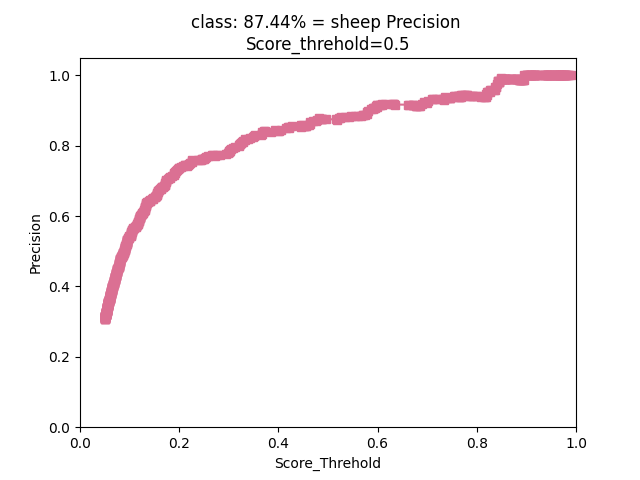 class: 87.44% = sheep Precision
Score_threhold=0.5
1.0
0.8
0.6
0.4
0.2
0.0
Precision
0.0 0.2 0.4 0.6 0.8 1.0
Score_Threhold